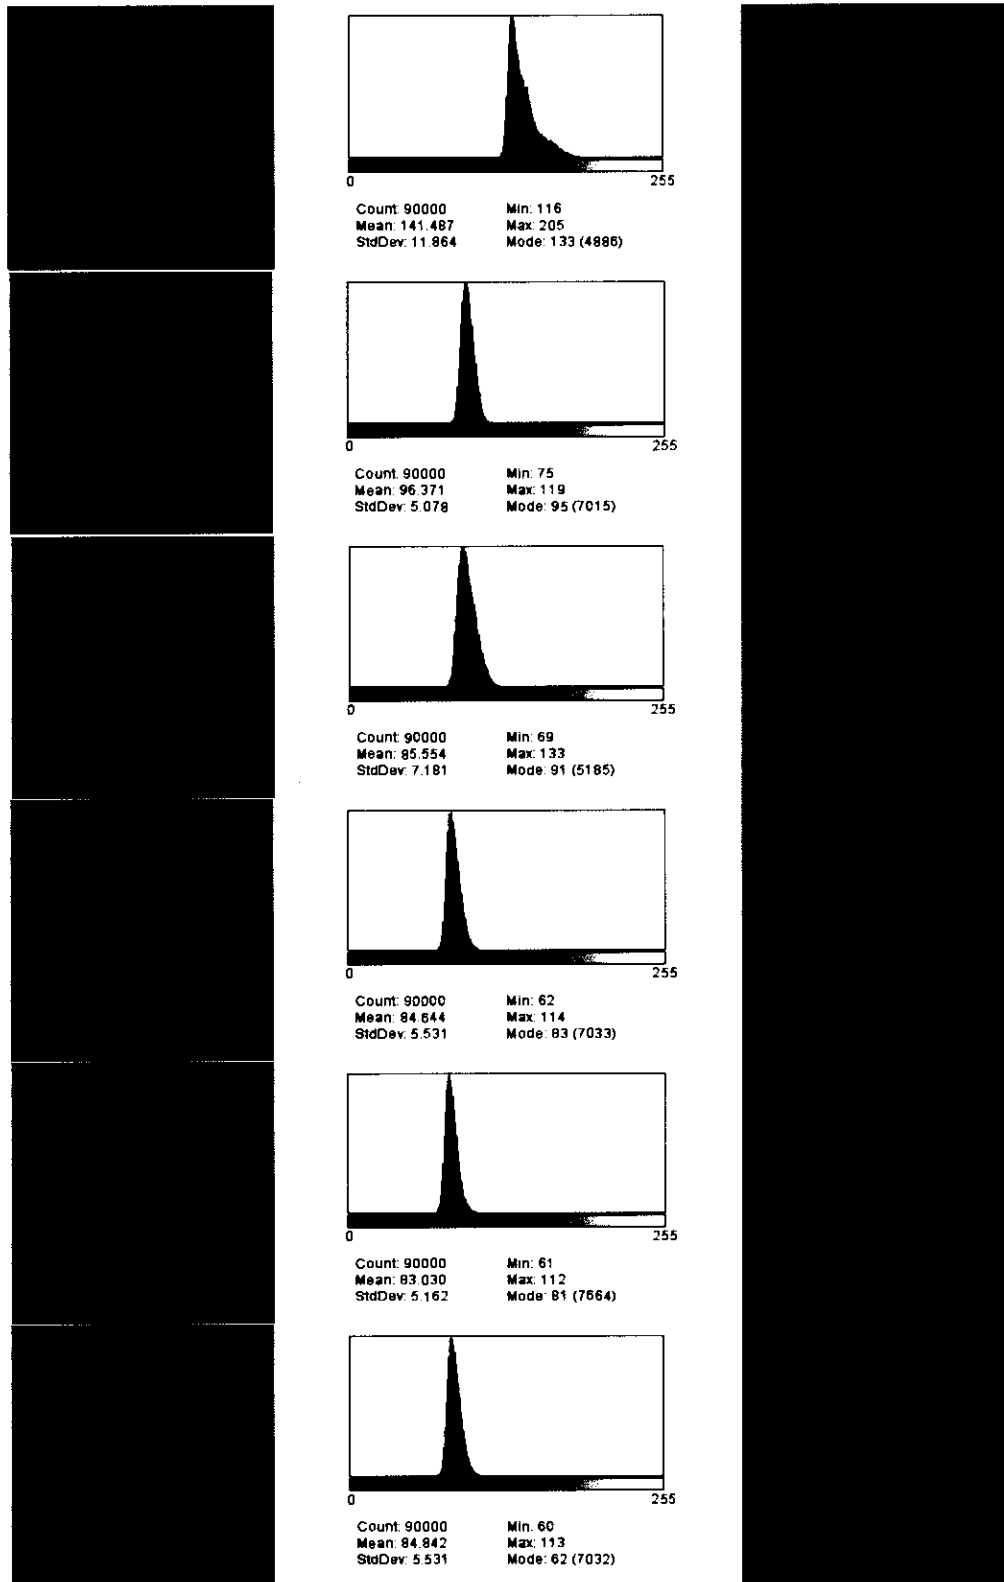 0 255
Count: 90000 Min: 116
Mean: 141.487 Max: 205
StdDev: 11.864 Mode: 133 (4886)
0 255
Count: 90000 Min: 75
Mean: 96.371 Max: 119
StdDev: 5.078 Mode: 95 (7015)
0 255
Count: 90000 Min: 69
Mean: 85.554 Max: 133
StdDev: 7.181 Mode: 91 (5185)
0 255
Count: 90000 Min: 62
Mean: 84.644 Max: 114
StdDev: 5.531 Mode: 83 (7033)
0 255
Count: 90000 Min: 61
Mean: 83.030 Max: 112
StdDev: 5.162 Mode: 81 (7664)
0 255
Count: 90000 Min: 60
Mean: 84.842 Max: 113
StdDev: 5.531 Mode: 62 (7032)